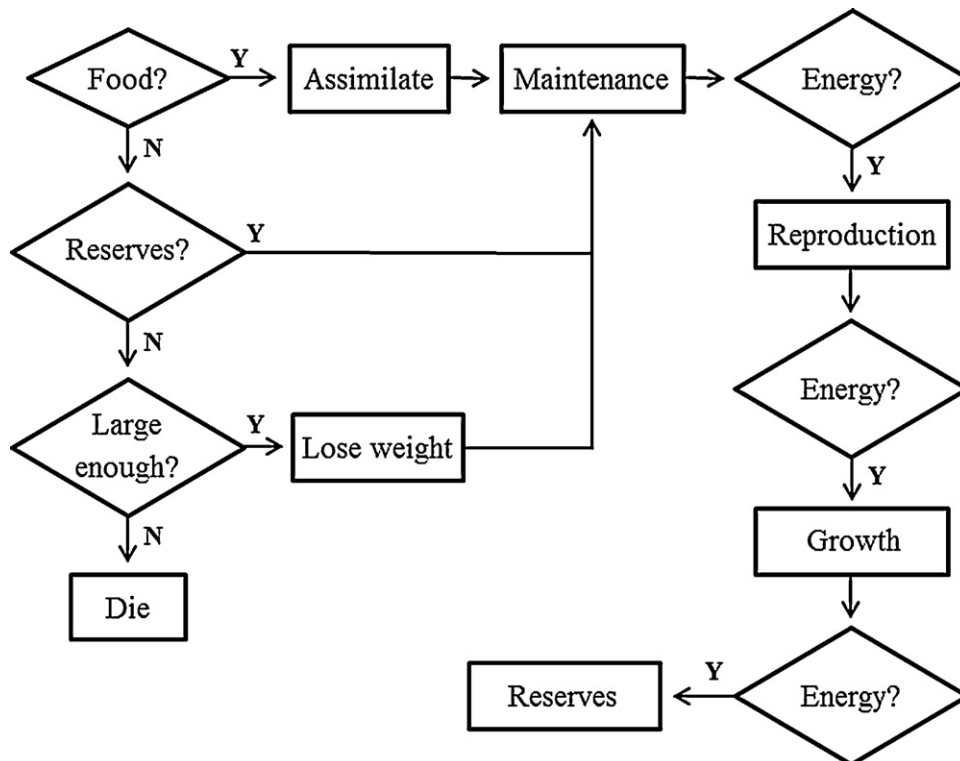 Food?
Y
Assimilate
Maintenance
Energy?
N
Y
Reserves?
Y
Reproduction
N
Energy?
Large
enough?
Y
Lose weight
Y
N
Growth
Die
Reserves
Y
Energy?